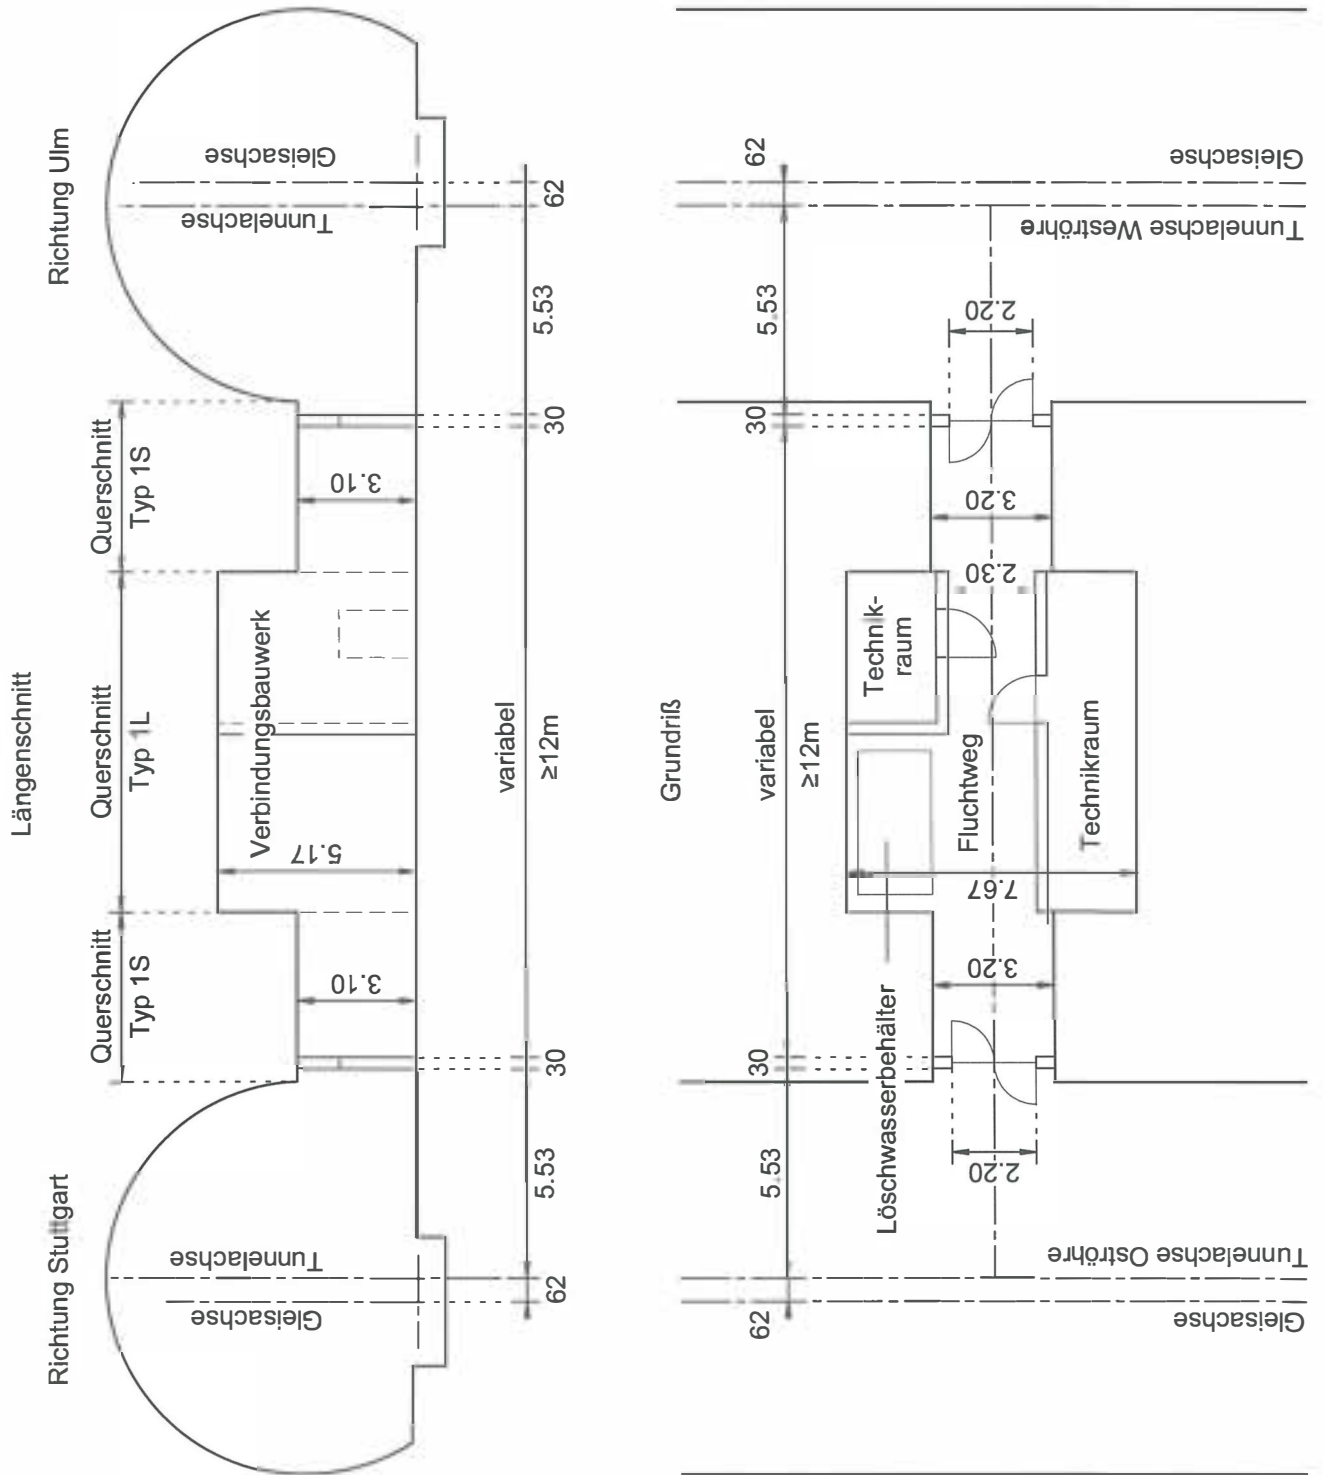 Längenschnitt
Richtung Stuttgart
Richtung Ulm
Querschnitt
Typ 1S
Querschnitt
Typ 1L
Querschnitt
Typ 1S
Verbindungsbauwerk
Gleisachse
Tunnelachse
Tunnelachse
Gleisachse
3.10
5.17
3.10
62
5.53
30
variabel
≥12m
30
5.53
62
Grundriß
62
5.53
30
variabel
≥12m
30
5.53
62
Löschwasserbehälter
Technik-
raum
Fluchtweg
Technikraum
2.20
3.20
7.67
2.30
3.20
2.20
Gleisachse
Tunnelachse Oströhre
Tunnelachse Weströhre
Gleisachse